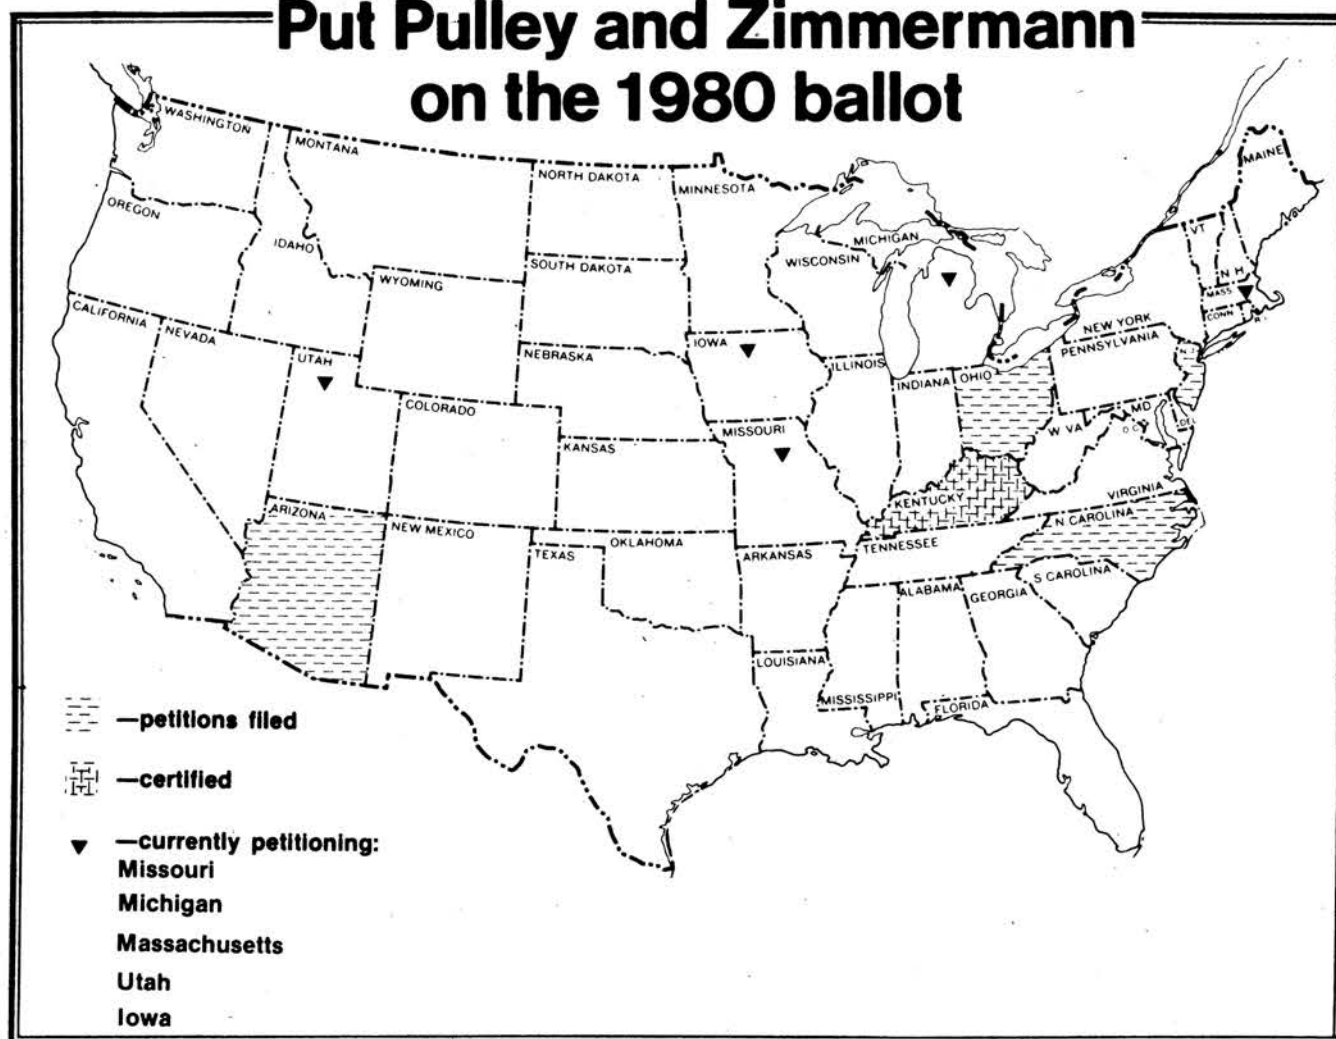 Put Pulley and Zimmermann
on the 1980 ballot
WASHINGTON
MONTANA
NORTH DAKOTA
MINNESOTA
MAINE
OREGON
IDAHO
WYOMING
SOUTH DAKOTA
WISCONSIN
MICHIGAN
VT
N H
MASS
CONN
R.
CALIFORNIA
NEVADA
UTAH
NEBRASKA
IOWA
ILLINOIS
INDIANA
OHIO
NEW YORK
PENNSYLVANIA
N J
COLORADO
KANSAS
MISSOURI
W VA
MD
D C
DEL
KENTUCKY
VIRGINIA
ARIZONA
NEW MEXICO
TEXAS
OKLAHOMA
ARKANSAS
TENNESSEE
N CAROLINA
S CAROLINA
ALABAMA
GEORGIA
LOUISIANA
MISSISSIPPI
FLORIDA
—petitions filed
—certified
—currently petitioning:
Missouri
Michigan
Massachusetts
Utah
Iowa